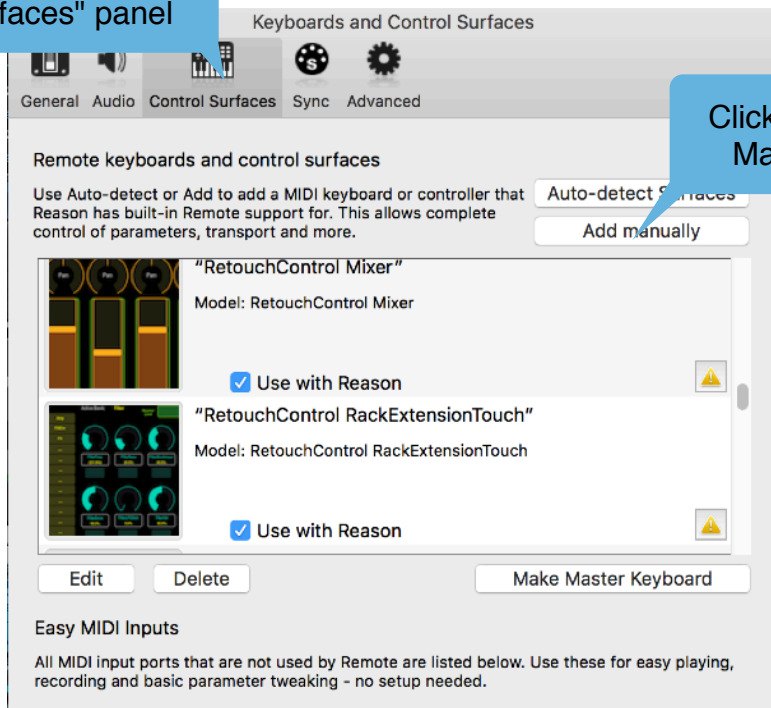 faces" panel
Keyboards and Control Surfaces
General Audio Control Surfaces Sync Advanced
Click
Ma
Remote keyboards and control surfaces
Use Auto-detect or Add to add a MIDI keyboard or controller that
Reason has built-in Remote support for. This allows complete
control of parameters, transport and more.
Auto-detect Surfaces
Add manually
"RetouchControl Mixer"
Model: RetouchControl Mixer
Use with Reason
"RetouchControl RackExtensionTouch"
Model: RetouchControl RackExtensionTouch
Use with Reason
Edit Delete Make Master Keyboard
Easy MIDI Inputs
All MIDI input ports that are not used by Remote are listed below. Use these for easy playing,
recording and basic parameter tweaking - no setup needed.